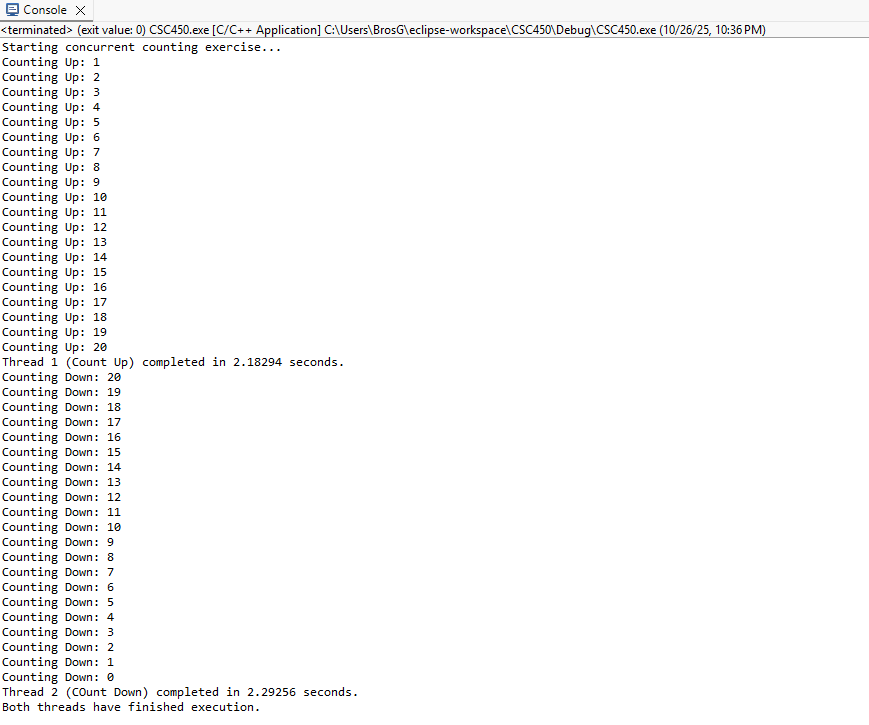 Console
<terminated> (exit value: 0) CSC450.exe [C/C++ Application] C:\Users\BrosG\eclipse-workspace\CSC450\Debug\CSC450.exe (10/26/25, 10:36 PM)
Starting concurrent counting exercise...
Counting Up: 1
Counting Up: 2
Counting Up: 3
Counting Up: 4
Counting Up: 5
Counting Up: 6
Counting Up: 7
Counting Up: 8
Counting Up: 9
Counting Up: 10
Counting Up: 11
Counting Up: 12
Counting Up: 13
Counting Up: 14
Counting Up: 15
Counting Up: 16
Counting Up: 17
Counting Up: 18
Counting Up: 19
Counting Up: 20
Thread 1 (Count Up) completed in 2.18294 seconds.
Counting Down: 20
Counting Down: 19
Counting Down: 18
Counting Down: 17
Counting Down: 16
Counting Down: 15
Counting Down: 14
Counting Down: 13
Counting Down: 12
Counting Down: 11
Counting Down: 10
Counting Down: 9
Counting Down: 8
Counting Down: 7
Counting Down: 6
Counting Down: 5
Counting Down: 4
Counting Down: 3
Counting Down: 2
Counting Down: 1
Counting Down: 0
Thread 2 (COunt Down) completed in 2.29256 seconds.
Both threads have finished execution.